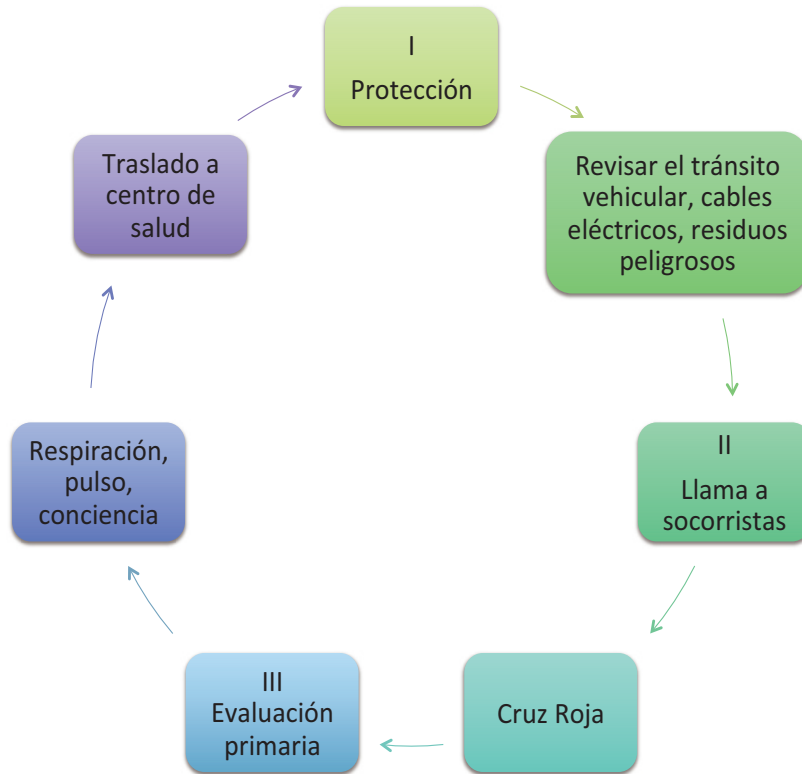 I
Protección
Revisar el tránsito
vehicular, cables
eléctricos, residuos
peligrosos
II
Llama a
socorristas
Cruz Roja
III
Evaluación
primaria
Respiración,
pulso,
conciencia
Traslado a
centro de
salud